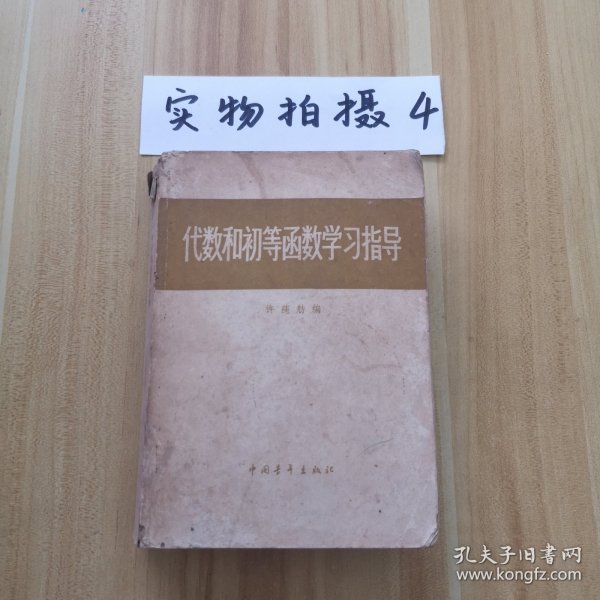 实物拍摄4
代数和初等函数学习指导
许莼舫编
中国青年出版社
孔夫子旧书网
www.kongfz.com